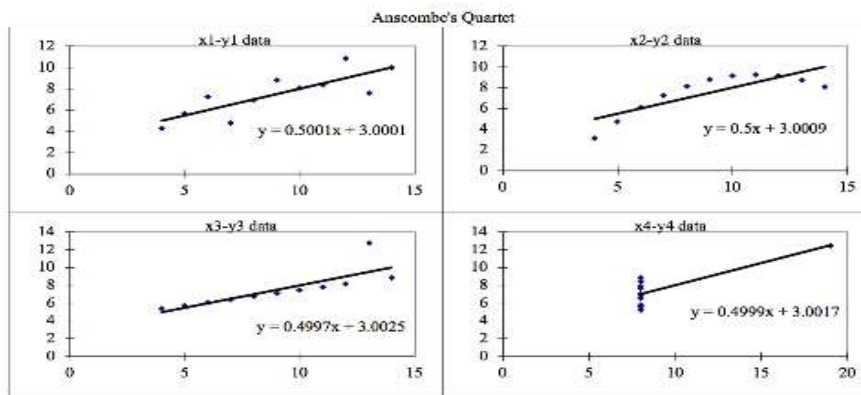 Anscombe's Quartet
x1-y1 data
12
10
8
6
4
2
0
y = 0.5001x + 3.0001
0 5 10 15
x2-y2 data
12
10
8
6
4
2
0
y = 0.5x + 3.0009
0 5 10 15
x3-y3 data
14
12
10
8
6
4
2
0
y = 0.4997x + 3.0025
0 5 10 15
x4-y4 data
14
12
10
8
6
4
2
0
y = 0.4999x + 3.0017
0 5 10 15 20